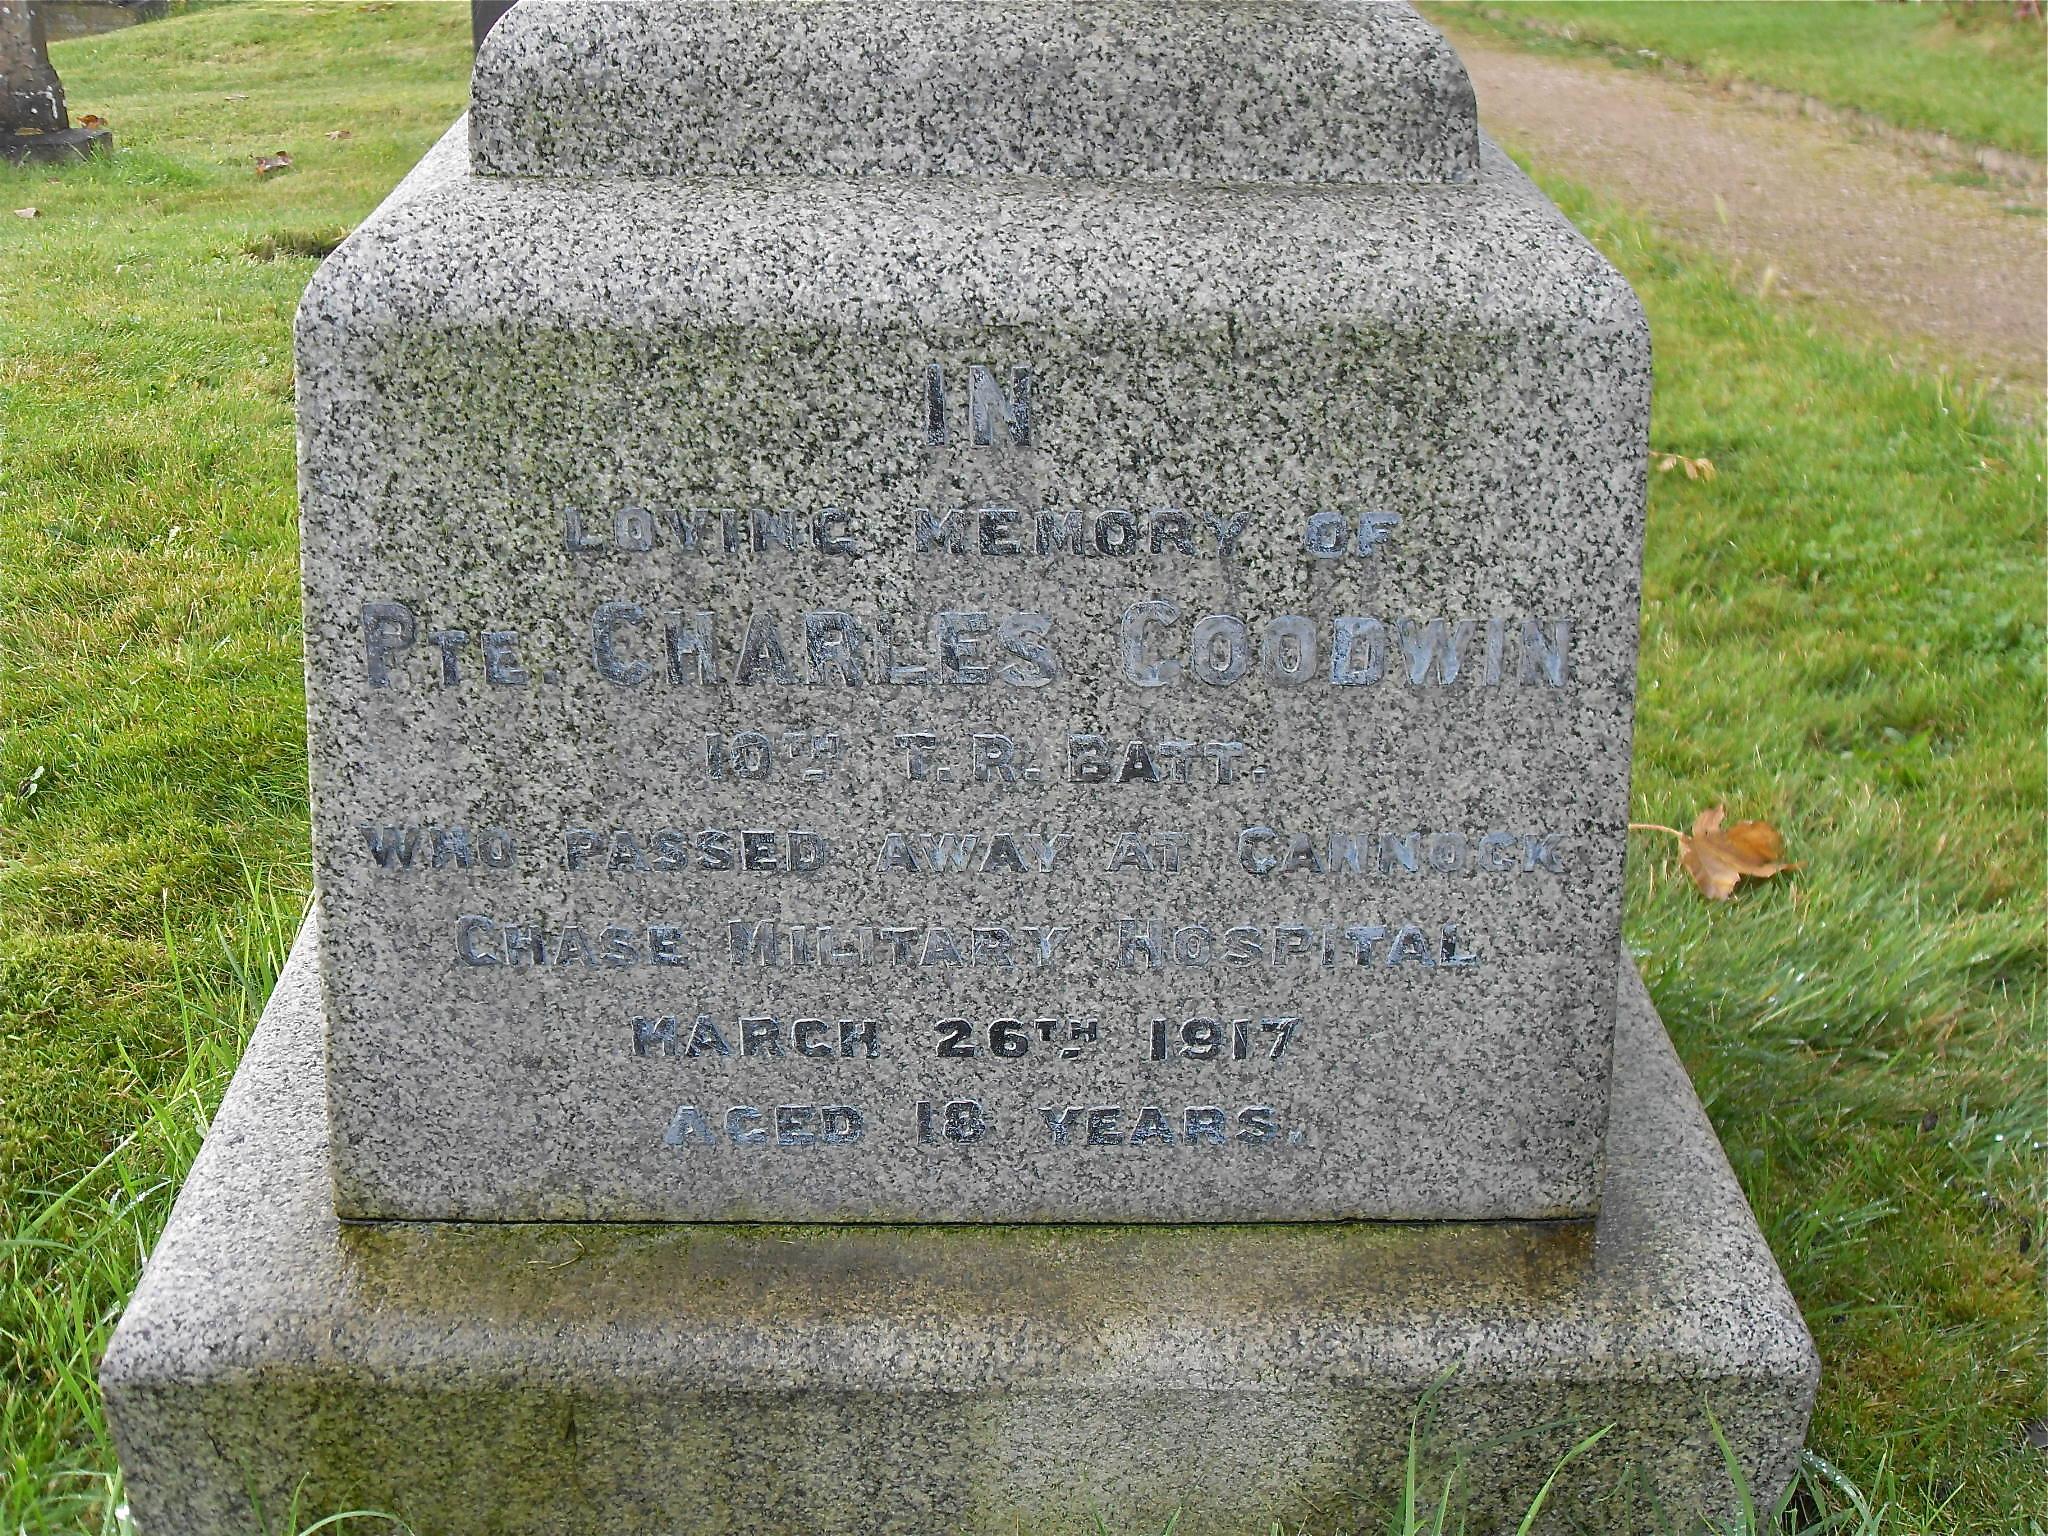 IN
LOVING MEMORY OF
PTE. CHARLES GOODWIN
10TH T.R. BATT.
WHO PASSED AWAY AT CANNOCK
CHASE MILITARY HOSPITAL
MARCH 26TH 1917
AGED 18 YEARS.